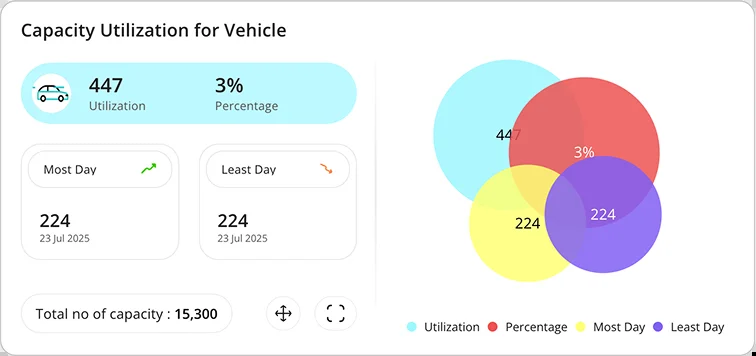 Capacity Utilization for Vehicle
447
Utilization
3%
Percentage
Most Day
Least Day
224
23 Jul 2025
224
23 Jul 2025
Total no of capacity : 15,300
447
3%
224
224
Utilization
Percentage
Most Day
Least Day